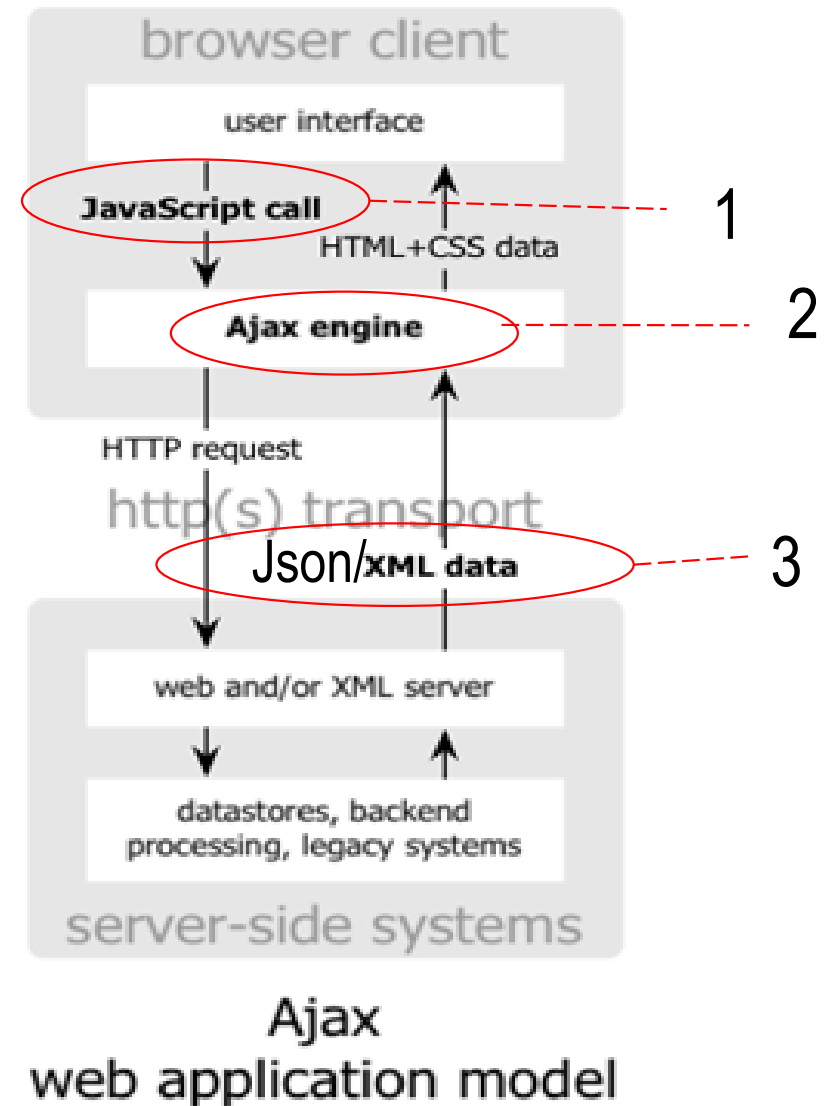 browser client
user interface
JavaScript call
1
HTML+CSS data
Ajax engine
2
HTTP request
http(s) transport
Json/XML data
3
web and/or XML server
datastores, backend
processing, legacy systems
server-side systems
Ajax
web application model